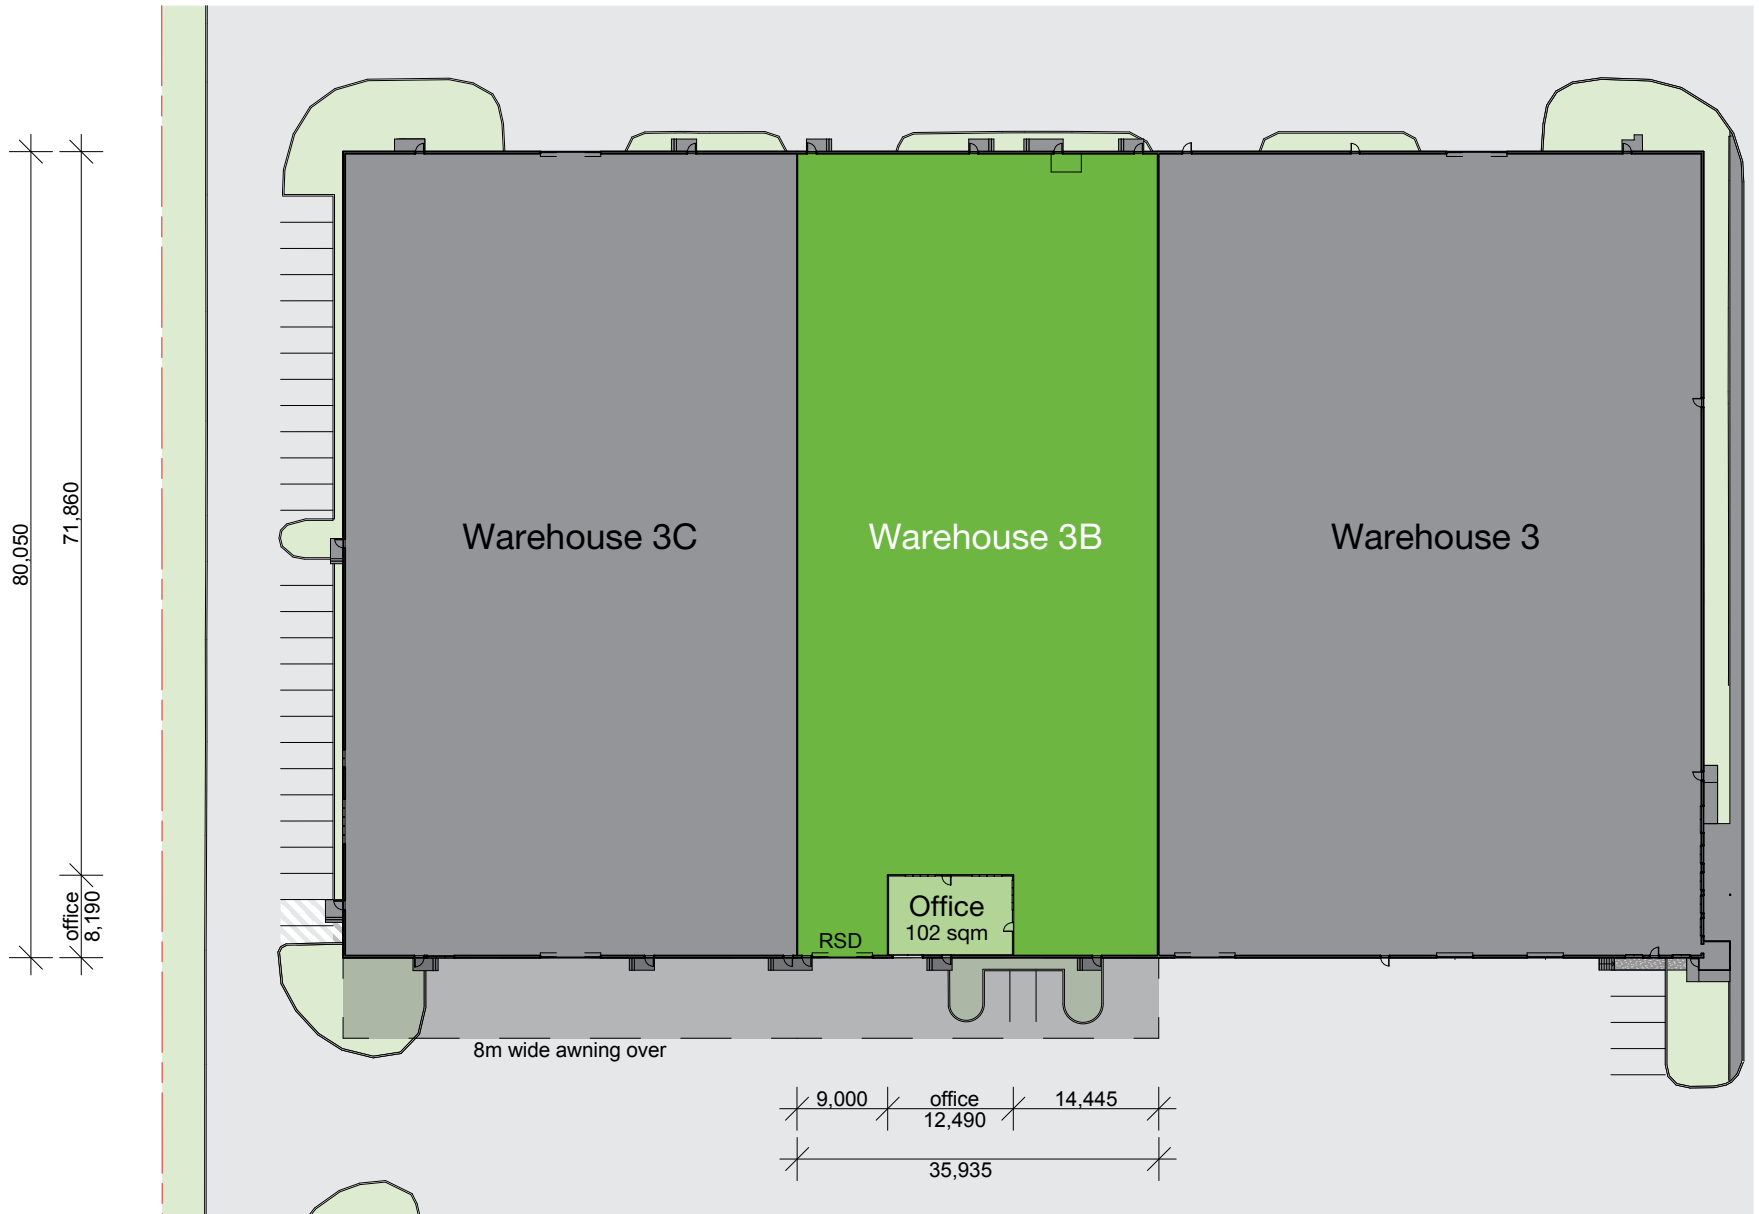 80,050
71,860
office
8,190
Warehouse 3C
Warehouse 3B
Warehouse 3
Office
102 sqm
RSD
8m wide awning over
9,000
office
12,490
14,445
35,935